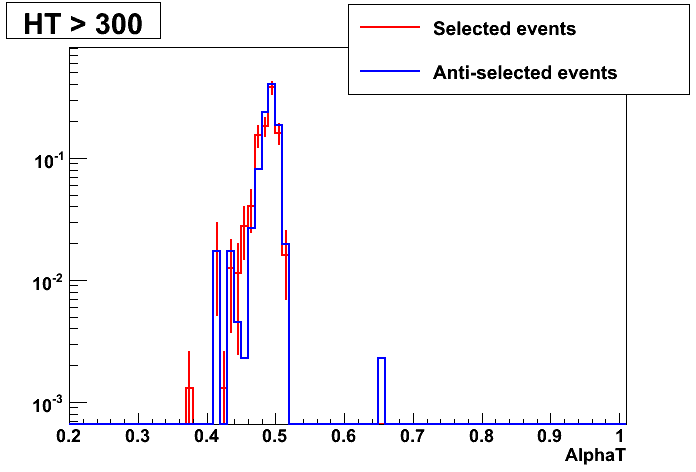 HT > 300
Selected events
Anti-selected events
10-1
10-2
10-3
0.2 0.3 0.4 0.5 0.6 0.7 0.8 0.9 1
AlphaT